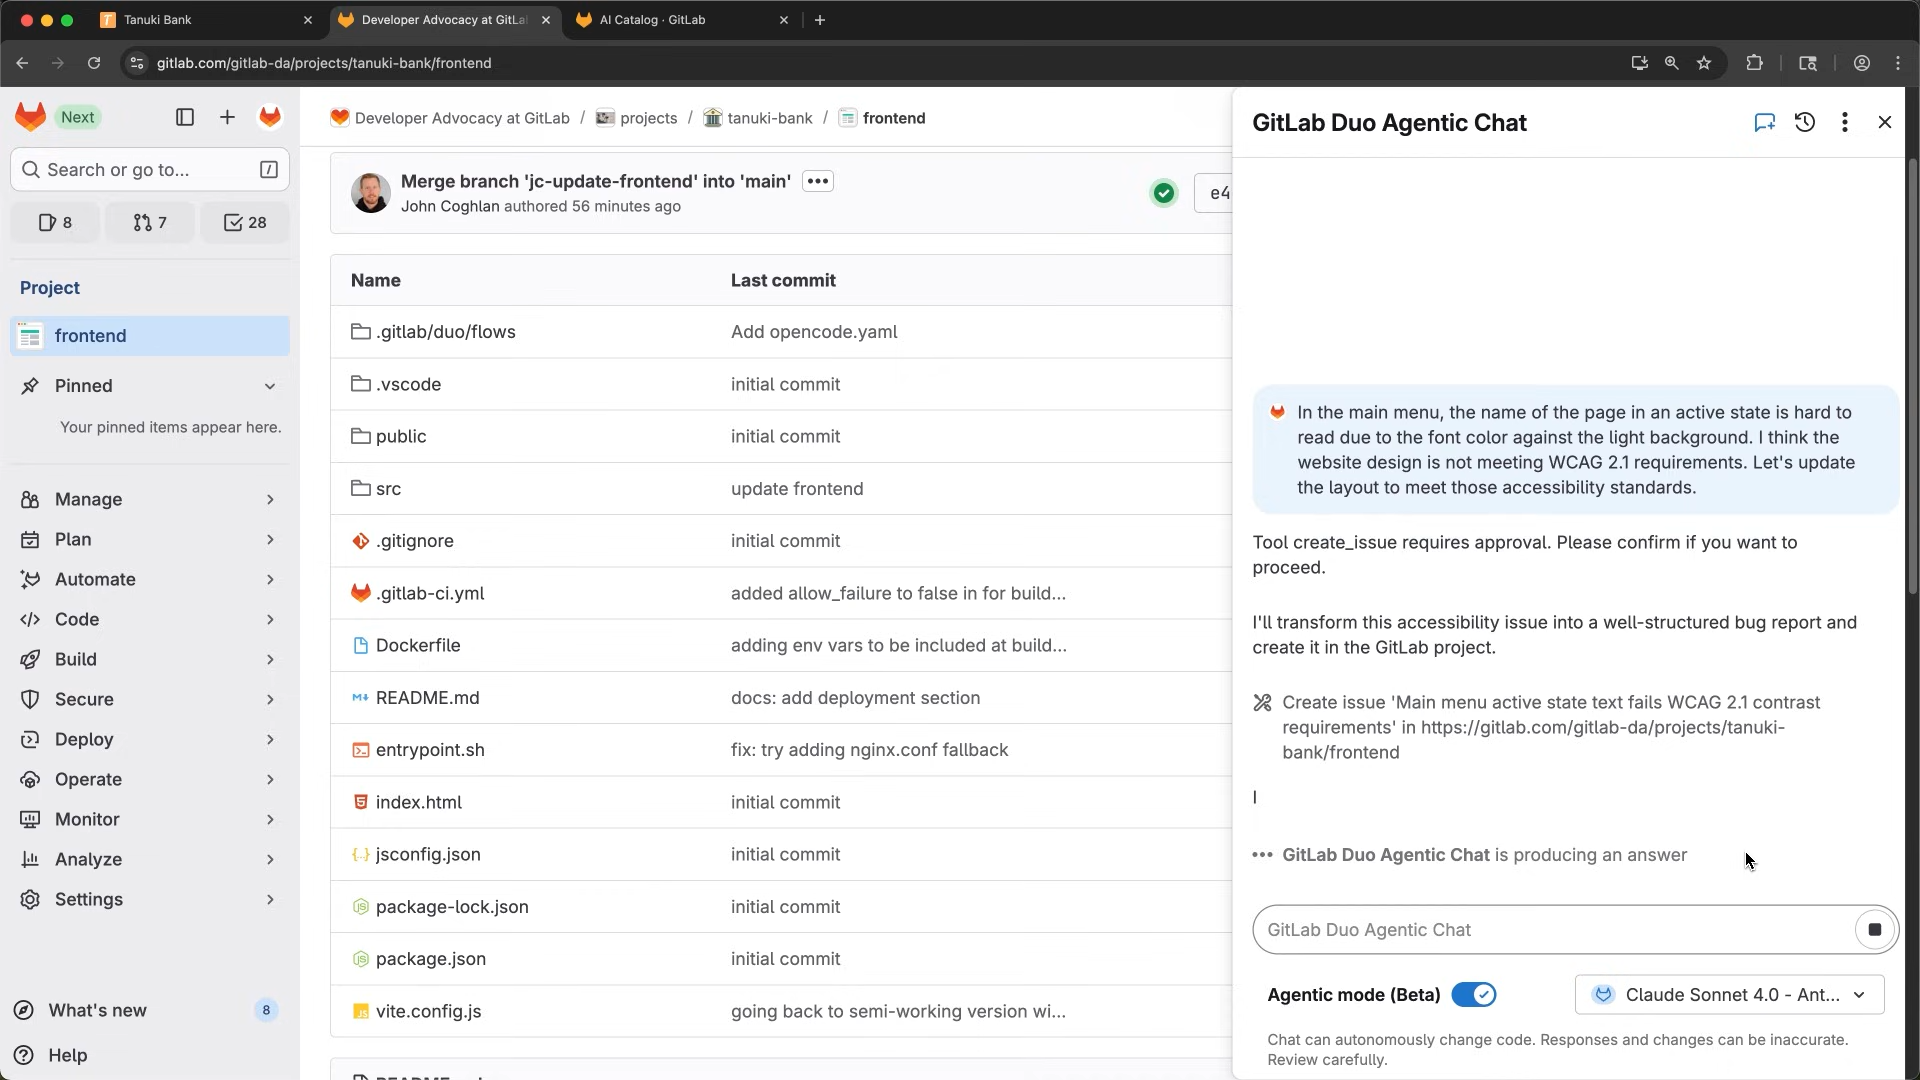 Tanuki Bank
Developer Advocacy at GitLa
AI Catalog · GitLab
gitlab.com/gitlab-da/projects/tanuki-bank/frontend
Next
Search or go to...
/
8
7
28
Project
frontend
Pinned
Your pinned items appear here.
Manage
Plan
Automate
Code
Build
Secure
Deploy
Operate
Monitor
Analyze
Settings
What's new
8
Help
Developer Advocacy at GitLab / projects / tanuki-bank / frontend
Merge branch 'jc-update-frontend' into 'main'
John Coghlan authored 56 minutes ago
e4
Name Last commit
.gitlab/duo/flows Add opencode.yaml
.vscode initial commit
public initial commit
src update frontend
.gitignore initial commit
.gitlab-ci.yml added allow_failure to false in for build...
Dockerfile adding env vars to be included at build...
README.md docs: add deployment section
entrypoint.sh fix: try adding nginx.conf fallback
index.html initial commit
jsconfig.json initial commit
package-lock.json initial commit
package.json initial commit
vite.config.js going back to semi-working version wi...
GitLab Duo Agentic Chat
In the main menu, the name of the page in an active state is hard to
read due to the font color against the light background. I think the
website design is not meeting WCAG 2.1 requirements. Let's update
the layout to meet those accessibility standards.
Tool create_issue requires approval. Please confirm if you want to
proceed.
I'll transform this accessibility issue into a well-structured bug report and
create it in the GitLab project.
Create issue 'Main menu active state text fails WCAG 2.1 contrast
requirements' in https://gitlab.com/gitlab-da/projects/tanuki-
bank/frontend
I
GitLab Duo Agentic Chat is producing an answer
GitLab Duo Agentic Chat
Agentic mode (Beta)
Claude Sonnet 4.0 - Ant...
Chat can autonomously change code. Responses and changes can be inaccurate.
Review carefully.